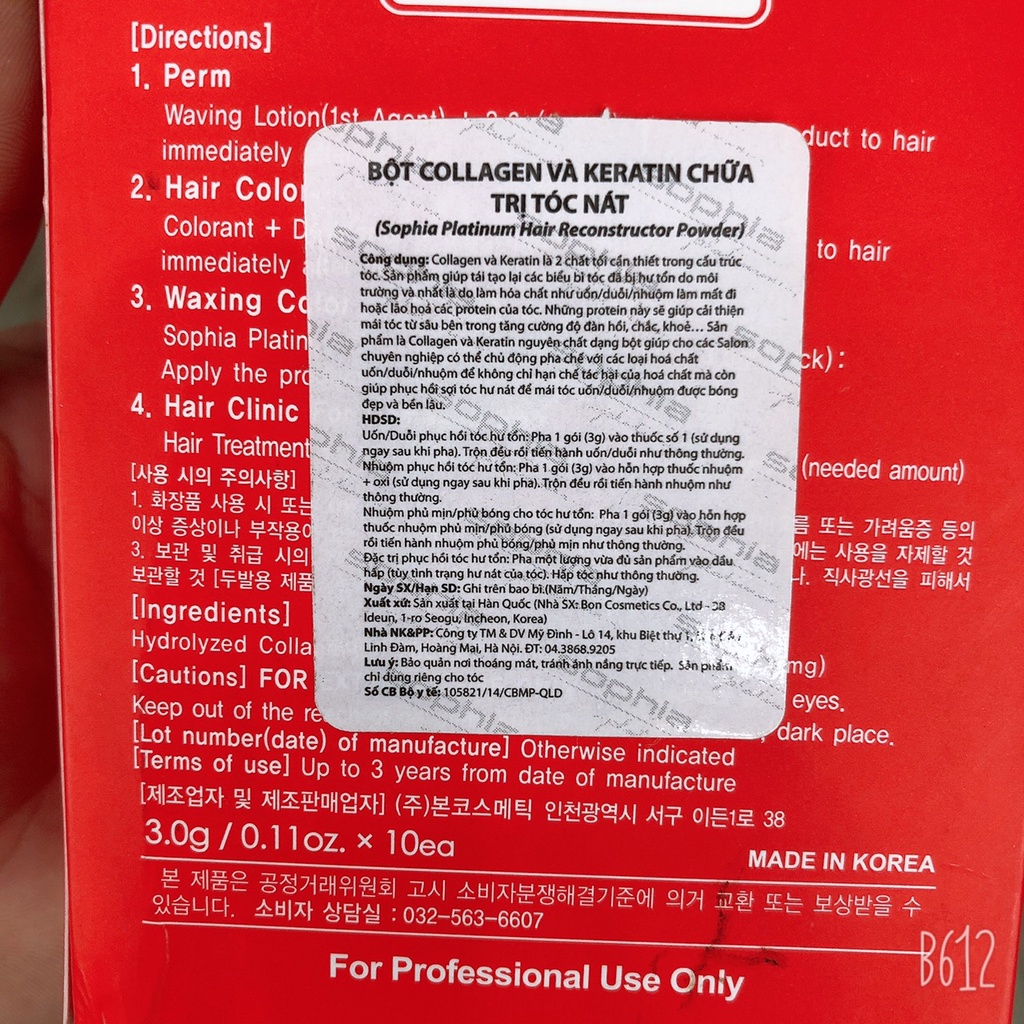 [Directions]
1. Perm
Waving Lotion(1st Agent) duct to hair
immediately
2. Hair Color
Colorant + D to hair
immediately
3. Waxing Co
Sophia Platin ck):
Apply the pro
4. Hair Clinic
Hair Treatment (needed amount)
[사용 시의 주의사항]
1. 화장품 사용 시 또는 름 또는 가려움증 등의
이상 증상이나 부작용이 에는 사용을 자제할 것
3. 보관 및 취급 시의 나. 직사광선을 피해서
보관할 것 [두발용 제품
[Ingredients]
Hydrolyzed Colla mg)
[Cautions] FOR
Keep out of the re eyes.
, dark place.
[Lot number(date) of manufacture] Otherwise indicated
[Terms of use] Up to 3 years from date of manufacture
[제조업자 및 제조판매업자] (주)본코스메틱 인천광역시 서구 이든1로 38
3.0g / 0.11oz. × 10ea
MADE IN KOREA
본 제품은 공정거래위원회 고시 소비자분쟁해결기준에 의거 교환 또는 보상받을 수
있습니다. 소비자 상담실 : 032-563-6607
For Professional Use Only
BỘT COLLAGEN VÀ KERATIN CHỮA
TRỊ TÓC NÁT
(Sophia Platinum Hair Reconstructor Powder)
Công dụng: Collagen và Keratin là 2 chất tối cần thiết trong cấu trúc
tóc. Sản phẩm giúp tái tạo lại các biểu bì tóc đã bị hư tổn do môi
trường và nhất là do làm hóa chất như uốn/duỗi/nhuộm làm mất đi
hoặc lão hoá các protein của tóc. Những protein này sẽ giúp cải thiện
mái tóc từ sâu bên trong tăng cường độ đàn hồi, chắc, khoẻ... Sản
phẩm là Collagen và Keratin nguyên chất dạng bột giúp cho các Salon
chuyên nghiệp có thể chủ động pha chế với các loại hoá chất
uốn/duỗi/nhuộm để không chỉ hạn chế tác hại của hoá chất mà còn
giúp phục hồi sợi tóc hư nát để mái tóc uốn/duỗi/nhuộm được bóng
đẹp và bền lâu.
HDSD:
Uốn/Duỗi phục hồi tóc hư tổn: Pha 1 gói (3g) vào thuốc số 1 (sử dụng
ngay sau khi pha). Trộn đều rồi tiến hành uốn/duỗi như thông thường.
Nhuộm phục hồi tóc hư tổn: Pha 1 gói (3g) vào hỗn hợp thuốc nhuộm
+ oxi (sử dụng ngay sau khi pha). Trộn đều rồi tiến hành nhuộm như
thông thường.
Nhuộm phủ mịn/phủ bóng cho tóc hư tổn: Pha 1 gói (3g) vào hỗn hợp
thuốc nhuộm phủ mịn/phủ bóng (sử dụng ngay sau khi pha). Trộn đều
rồi tiến hành nhuộm phủ bóng/phủ mịn như thông thường.
Đặc trị phục hồi tóc hư tổn: Pha một lượng vừa đủ sản phẩm vào dầu
hấp (tùy tình trạng hư nát của tóc). Hấp tóc như thông thường.
Ngày SX/Hạn SD: Ghi trên bao bì.(Năm/Tháng/Ngày)
Xuất xứ: Sản xuất tại Hàn Quốc (Nhà SX: Bon Cosmetics Co., Ltd - 38
Ideun, 1-ro Seogu, Incheon, Korea)
Nhà NK&PP: Công ty TM & DV Mỹ Đình - Lô 14, khu Biệt thự
Linh Đàm, Hoàng Mại, Hà Nội. ĐT: 04.3868.9205
Lưu ý: Bảo quản nơi thoáng mát, tránh ánh nắng trực tiếp. Sản phẩm
chỉ dùng riêng cho tóc
Số CB Bộ y tế: 105821/14/CBMP-QLD
sophia
B612